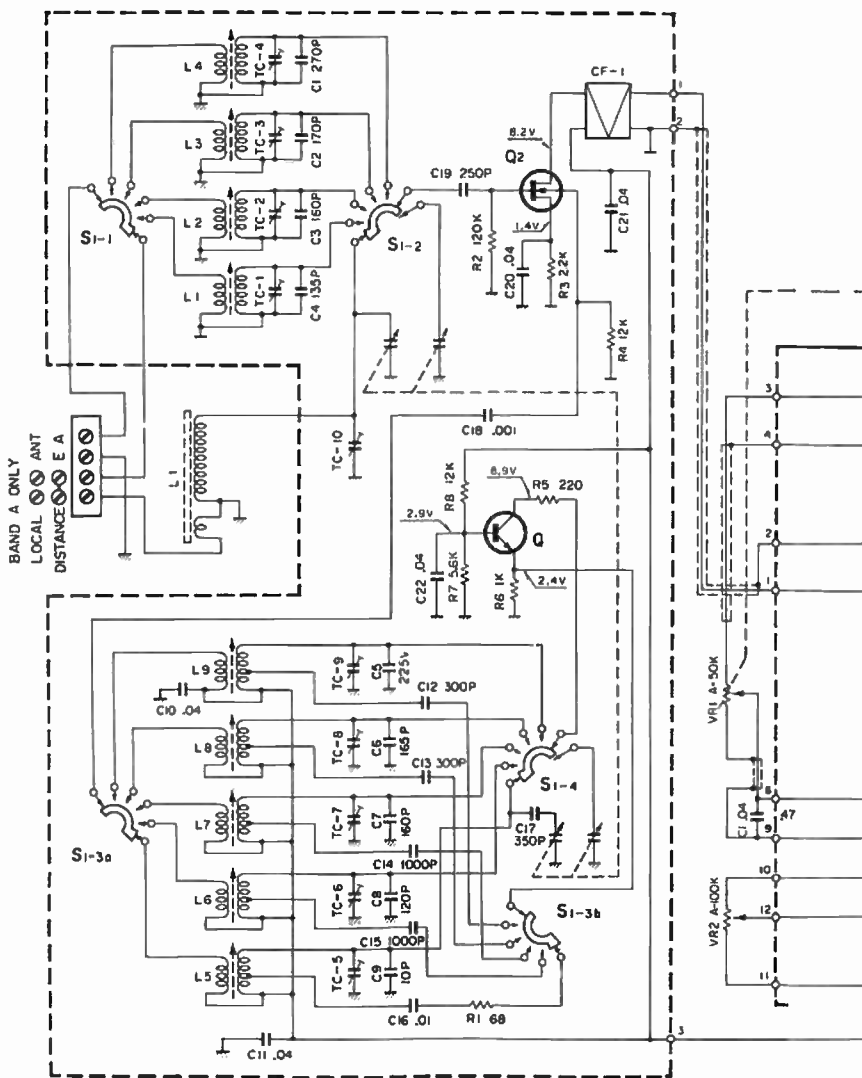 L4
TC-4
C1 270P
L3
TC-3
C2 170P
L2
TC-2
C3 160P
L1
TC-1
C4 135P
S1-1
S1-2
C19 250P
Q2
8.2V
1.4V
CF-1
1
2
R2 120K
C20 .04
R3 2.2K
C21 .04
R4 12K
BAND A ONLY
LOCAL ANT
DISTANCE E A
L1
TC-10
C18 .001
R8 12K
8.9V
R5 220
2.9V
Q
C22 .04
R7 5.6K
R6 1K
2.4V
3
4
2
1
VR1 A-50K
8
C1 .04
.47
9
10
VR2 A-100K
12
11
L9
C10 .04
TC-9
C5
225V
C12 300P
L8
TC-8
C6
165P
C13 300P
S1-4
L7
TC-7
C7
160P
C14 1000P
C17
350P
S1-3a
L6
TC-6
C8
120P
C15 1000P
S1-3b
L5
TC-5
C9
10P
C16 .01
R1 68
C11 .04
3